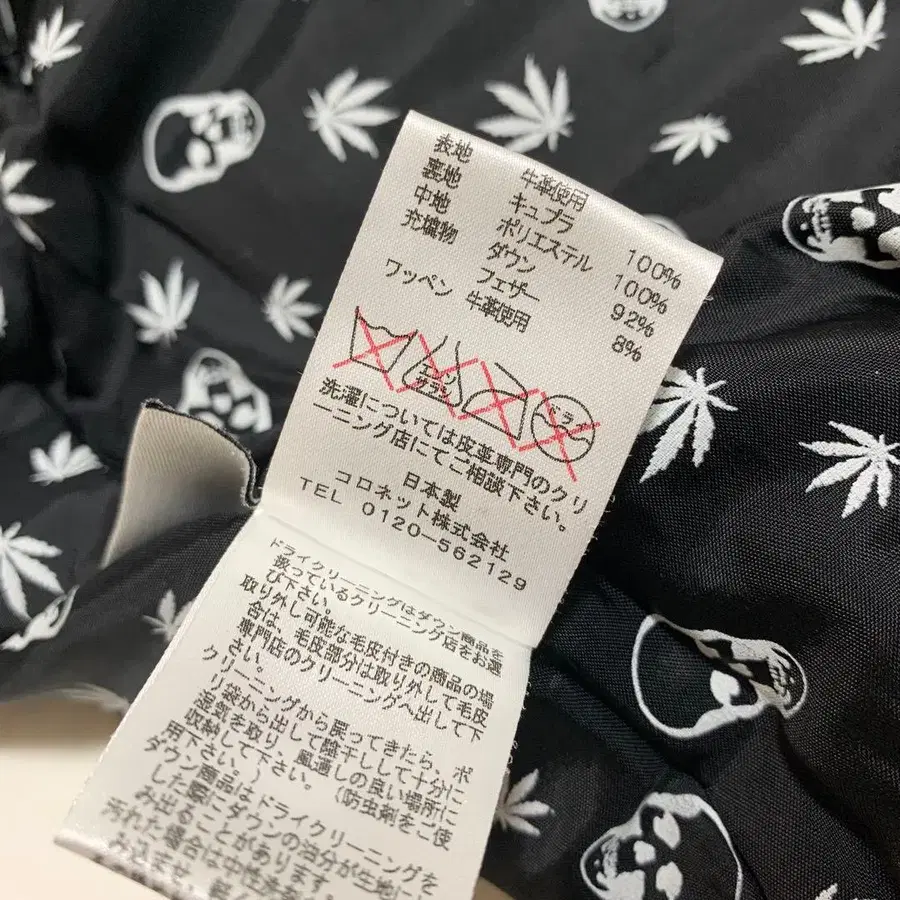 表地 牛革使用
裏地 キュプラ 100%
中地 ポリエステル 100%
充填物 ダウン 92%
フェザー 8%
ワッペン 牛革使用
エンソ サラシ
ドライ
洗濯については皮革専門のクリ
ーニング店にてご相談下さい。
日本製
コロネット株式会社
TEL 0120-562129
ドライクリーニングはダウン商品を
扱っているクリーニング店をお選
び下さい。
取り外し可能な毛皮付きの商品の場
合は、毛皮部分は取り外して毛皮
専門店のクリーニングへ出して下
さい。
クリーニングから戻ってきたら、ポ
リ袋から出して陰干しして十分に
湿気を取り、風通しの良い場所に
収納して下さい。(防虫剤をご使
用下さい。)
ダウン商品はドライクリーニング
した際にダウンの油分が生地に
み出ることがあります
汚れた場合は中性洗